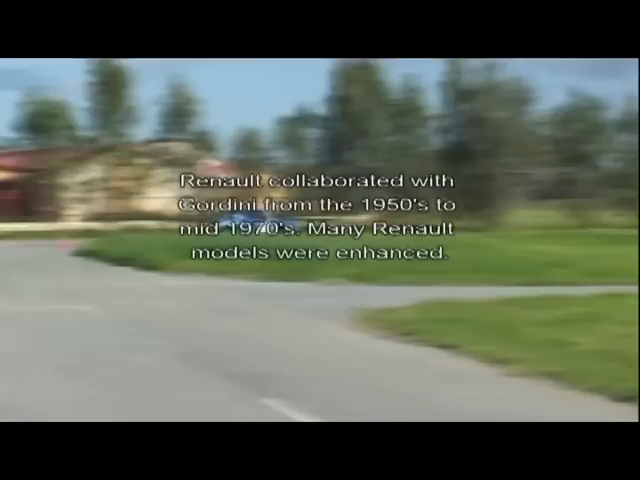 Renault collaborated with
Gordini from the 1950's to
mid 1970's. Many Renault
models were enhanced.